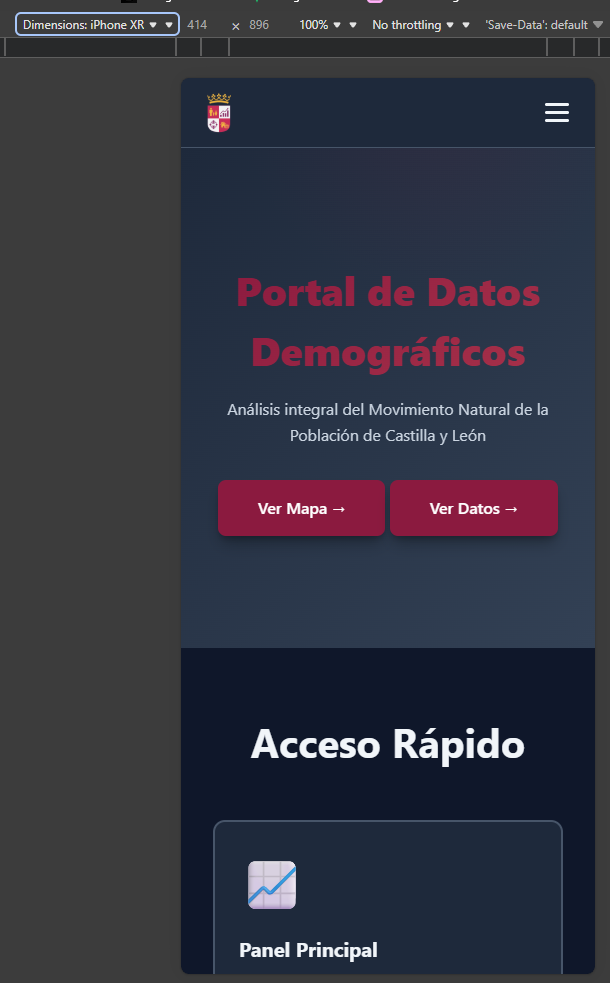 Dimensions: iPhone XR 414 × 896 100% No throttling 'Save-Data': default
Portal de Datos
Demográficos
Análisis integral del Movimiento Natural de la
Población de Castilla y León
Ver Mapa → Ver Datos →
Acceso Rápido
Panel Principal